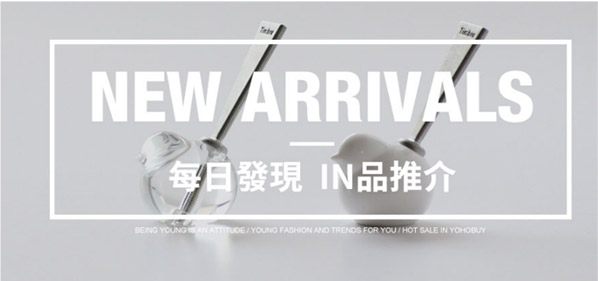 NEW ARRIVALS
每日發現 IN品推介
BEING YOUNG IS AN ATTITUDE / YOUNG FASHION AND TRENDS FOR YOU / HOT SALE IN YOHOBUY